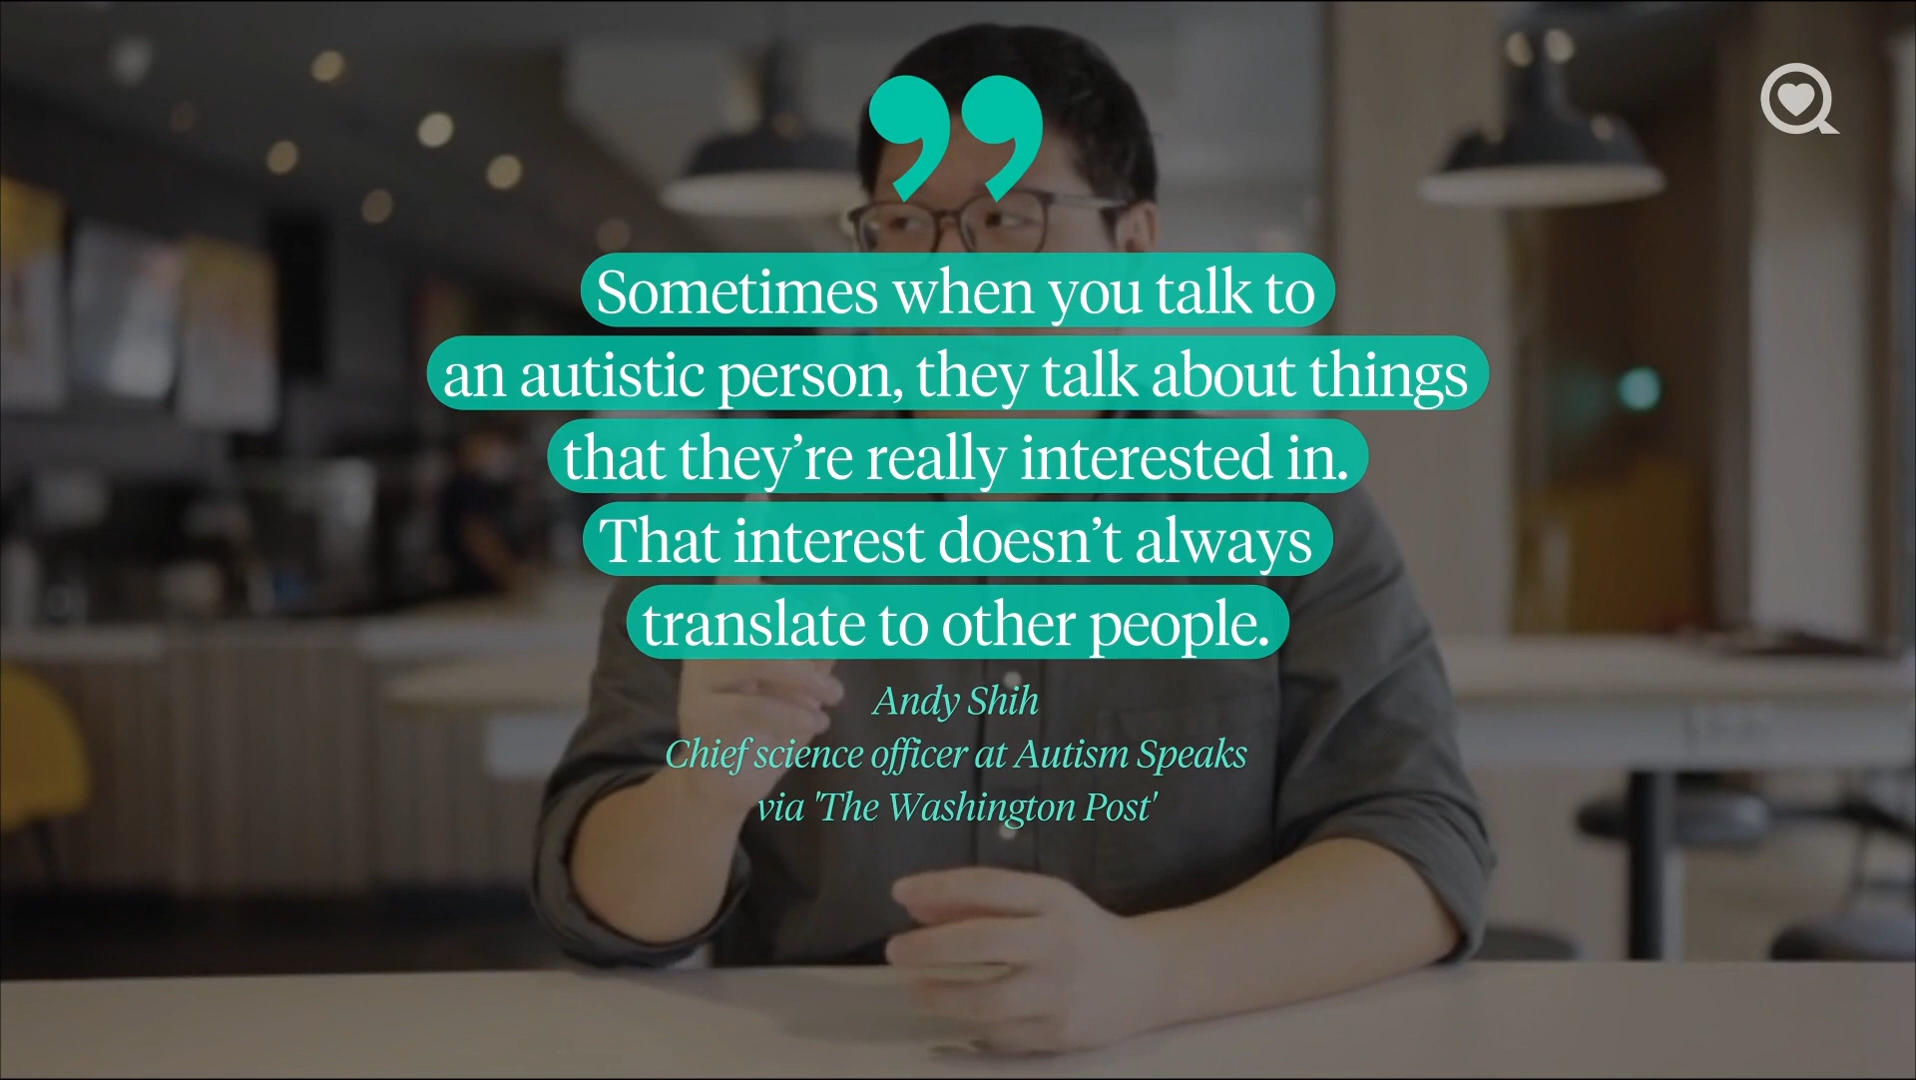 ”
Sometimes when you talk to
an autistic person, they talk about things
that they’re really interested in.
That interest doesn’t always
translate to other people.
Andy Shih
Chief science officer at Autism Speaks
via 'The Washington Post'